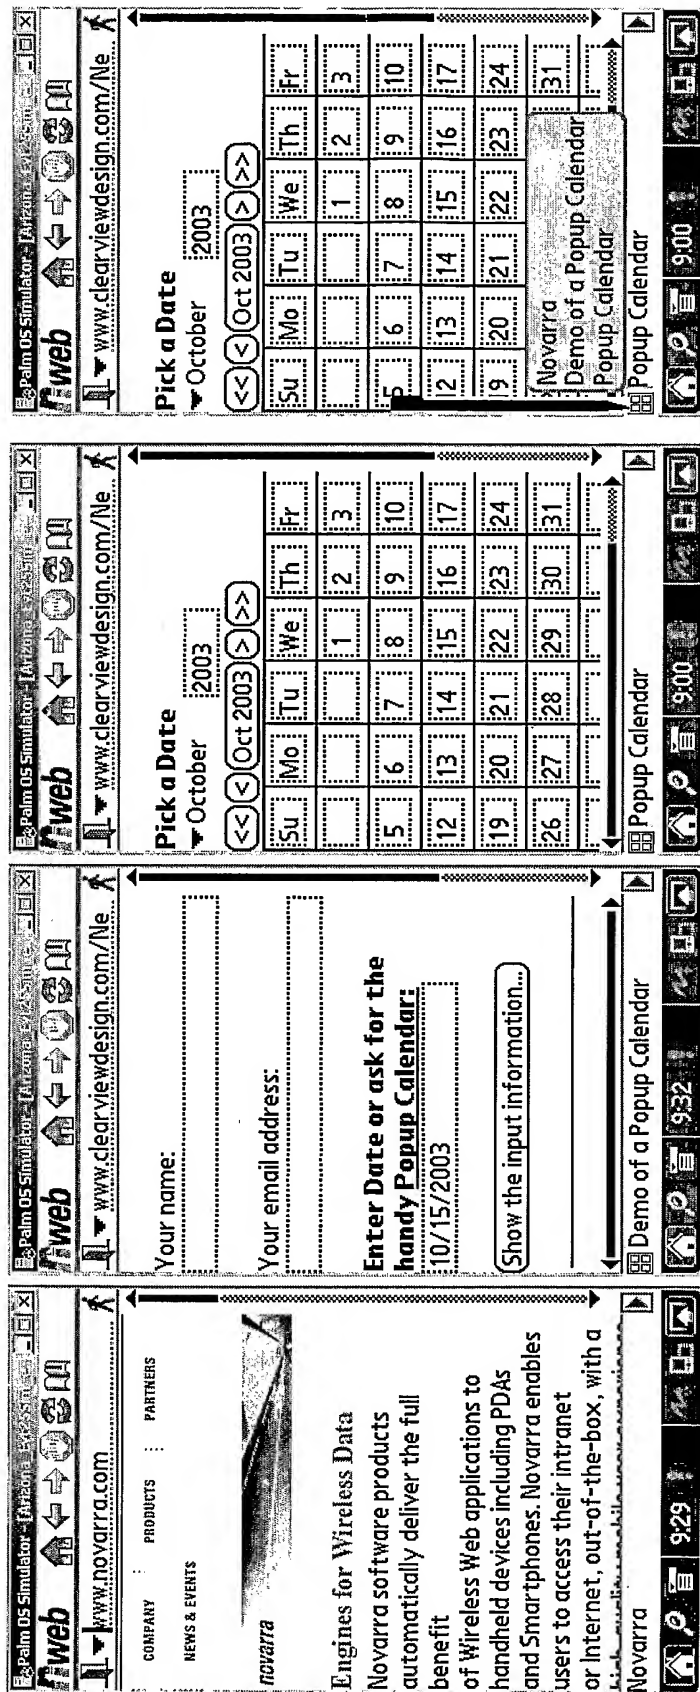 Palm OS Simulator - [Arizona
web
www.novarra.com
COMPANY PRODUCTS PARTNERS
NEWS & EVENTS
novarra
Engines for Wireless Data
Novarra software products
automatically deliver the full
benefit
of Wireless Web applications to
handheld devices including PDAs
and Smartphones. Novarra enables
users to access their intranet
or Internet, out-of-the-box, with a
Novarra
9:29
Palm OS Simulator - [Arizona
web
www.clearviewdesign.com/Ne
Your name:
Your email address:
Enter Date or ask for the
handy Popup Calendar:
10/15/2003
Show the input information...
Demo of a Popup Calendar
9:32
Palm OS Simulator - [Arizona
web
www.clearviewdesign.com/Ne
Pick a Date
October 2003
<< < Oct 2003 > >>
Su Mo Tu We Th Fr
1 2 3
5 6 7 8 9 10
12 13 14 15 16 17
19 20 21 22 23 24
26 27 28 29 30 31
Popup Calendar
9:00
Palm OS Simulator - [Arizona
web
www.clearviewdesign.com/Ne
Pick a Date
October 2003
<< < Oct 2003 > >>
Su Mo Tu We Th Fr
1 2 3
5 6 7 8 9 10
12 13 14 15 16 17
19 20 21 22 23 24
31
Novarra
Demo of a Popup Calendar
Popup Calendar
Popup Calendar
9:00